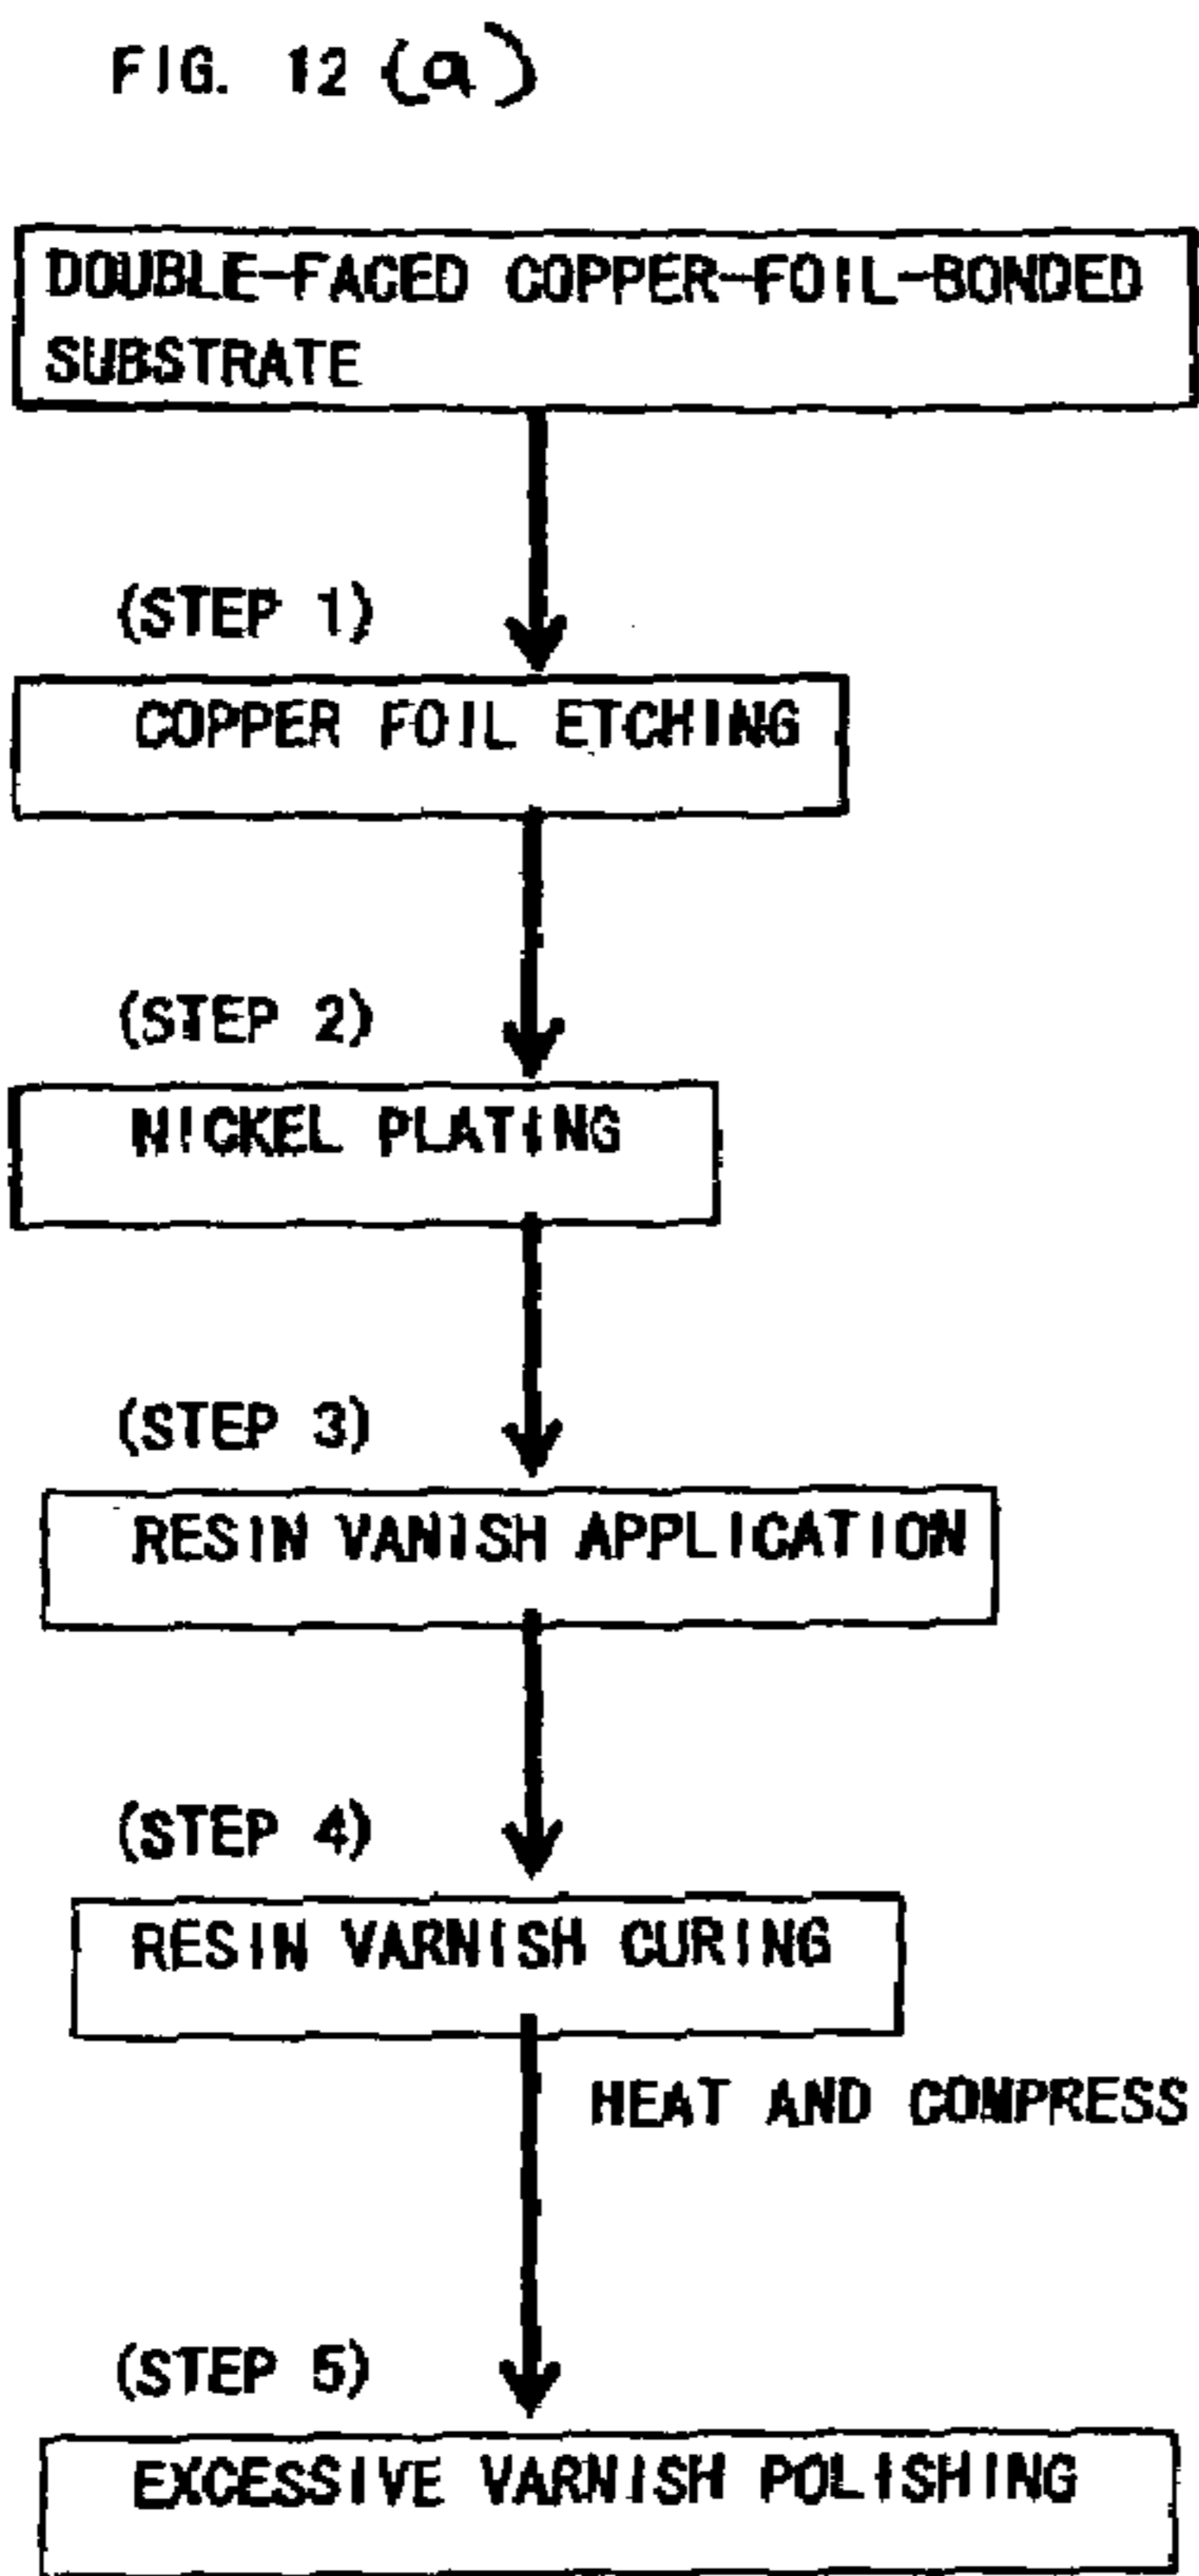 FIG. 12 (a)
DOUBLE-FACED COPPER-FOIL-BONDED
SUBSTRATE
(STEP 1)
COPPER FOIL ETCHING
(STEP 2)
NICKEL PLATING
(STEP 3)
RESIN VANISH APPLICATION
(STEP 4)
RESIN VARNISH CURING
HEAT AND COMPRESS
(STEP 5)
EXCESSIVE VARNISH POLISHING